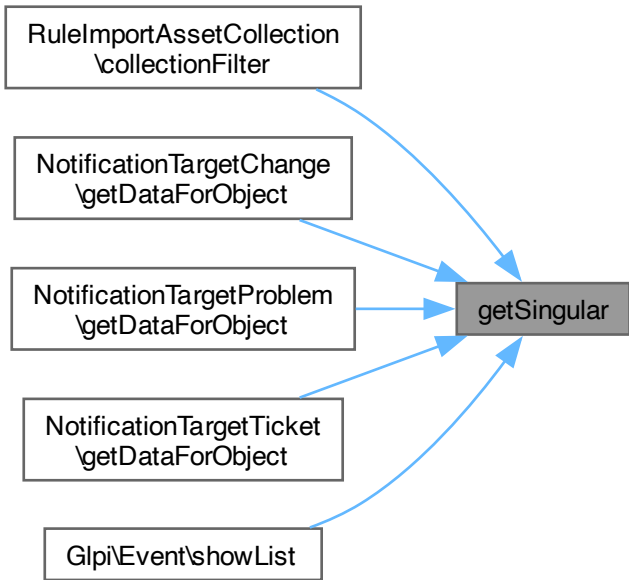 RuleImportAssetCollection
\collectionFilter
NotificationTargetChange
\getDataForObject
NotificationTargetProblem
\getDataForObject
getSingular
NotificationTargetTicket
\getDataForObject
Glpi\Event\showList